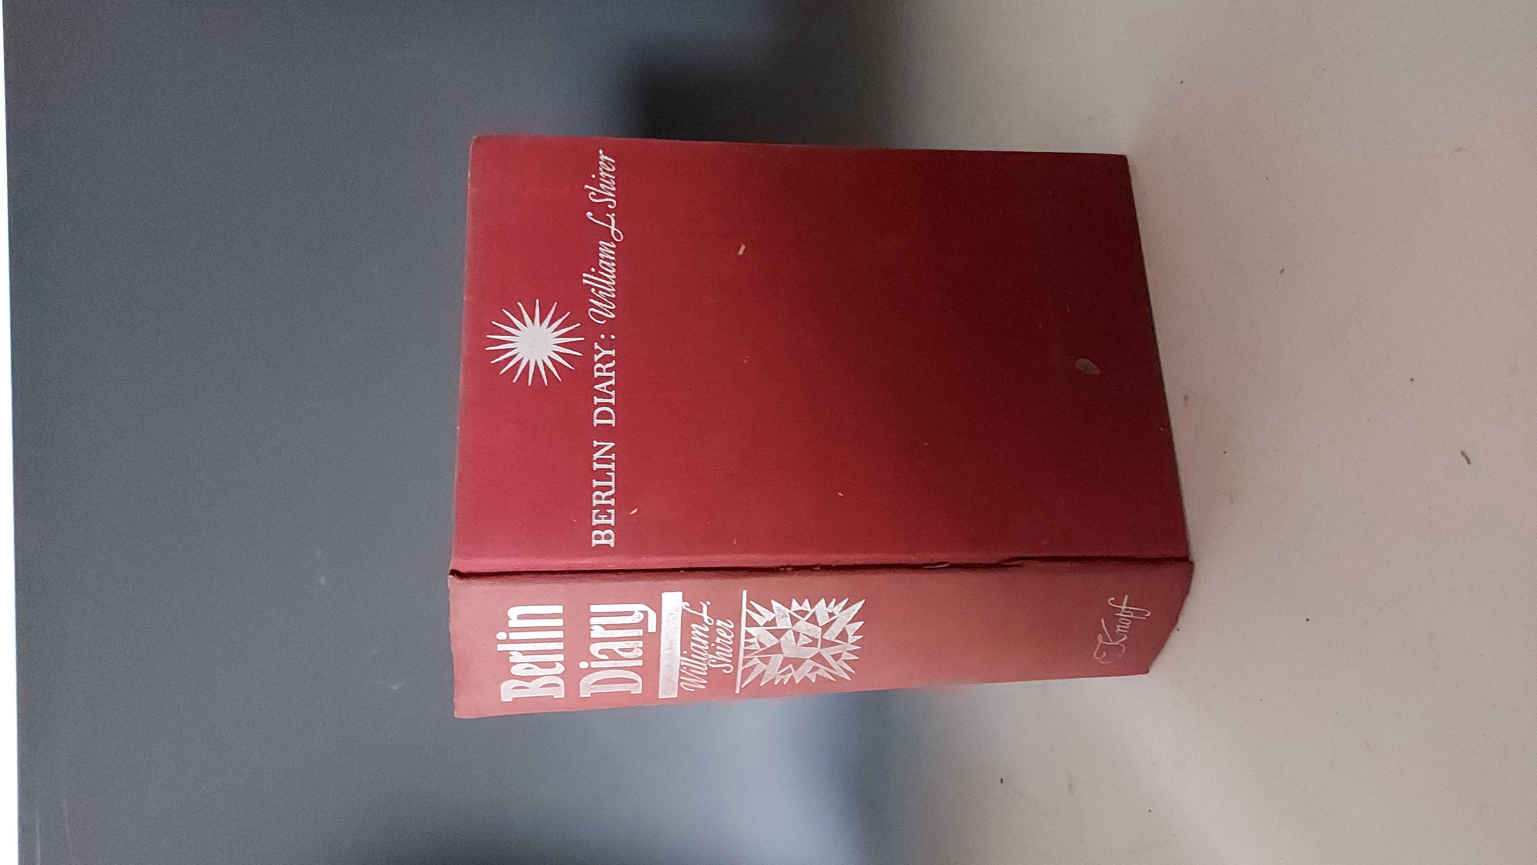 BERLIN DIARY: William L. Shirer
Berlin
Diary
William L.
Shirer
Knopf